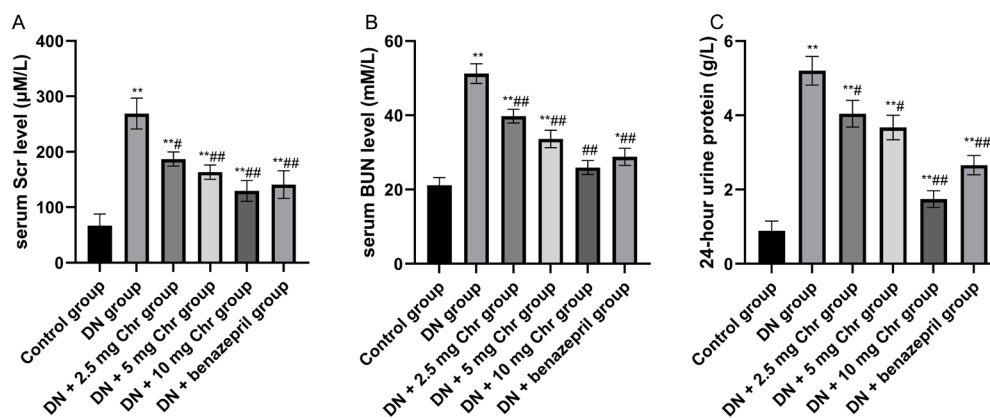 A
serum Scr level (μM/L)
400
300
200
100
0
**
**#
**##
**##
**##
Control group
DN group
DN + 2.5 mg Chr group
DN + 5 mg Chr group
DN + 10 mg Chr group
DN + benazepril group
B
serum BUN level (mM/L)
60
40
20
0
**
**##
**##
##
*##
Control group
DN group
DN + 2.5 mg Chr group
DN + 5 mg Chr group
DN + 10 mg Chr group
DN + benazepril group
C
24-hour urine protein (g/L)
6
4
2
0
**
**#
**#
**##
**##
Control group
DN group
DN + 2.5 mg Chr group
DN + 5 mg Chr group
DN + 10 mg Chr group
DN + benazepril group